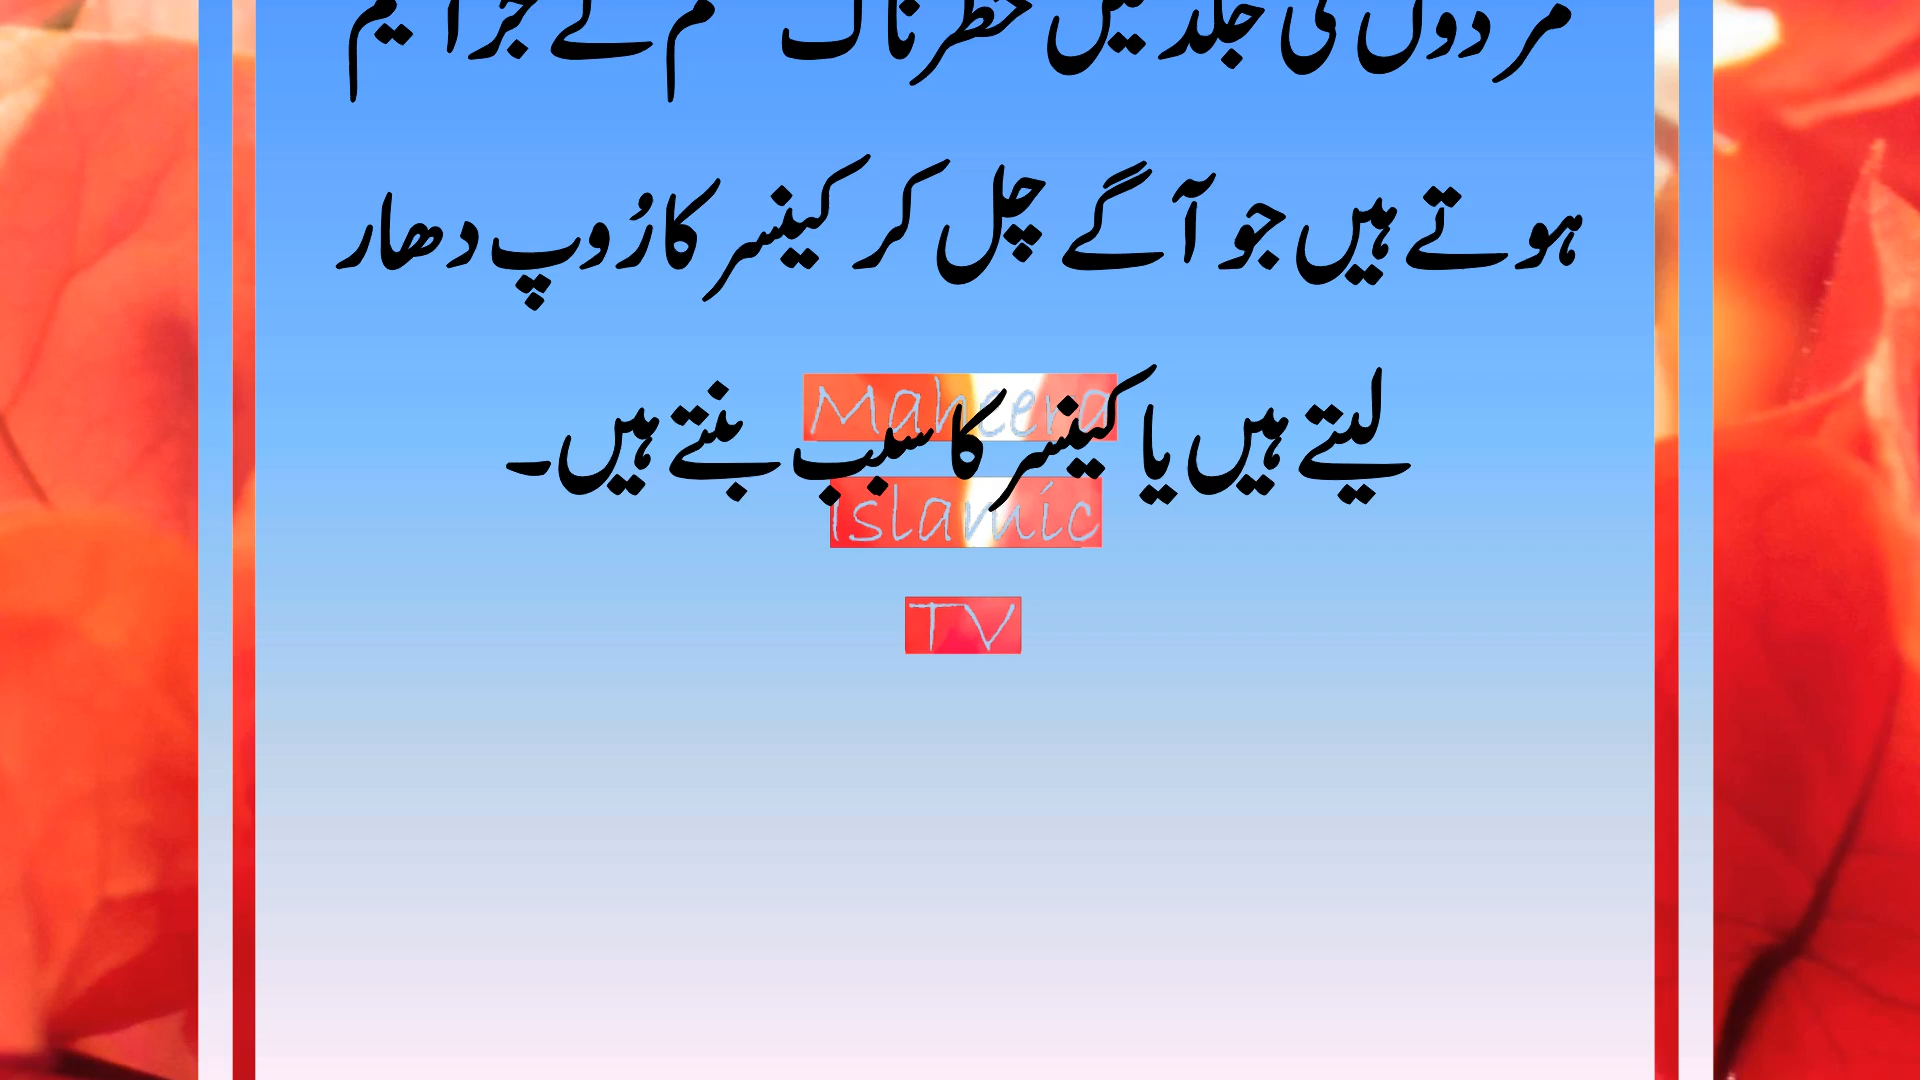 مردوں کی جلد میں خطرناک قسم کے جراثیم
ہوتے ہیں جو آگے چل کر کینسر کا رُوپ دھار
لیتے ہیں یا کینسر کا سبب بنتے ہیں۔
Maheera
islamic
TV